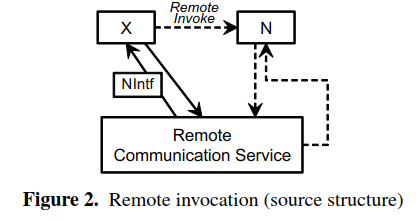 Remote
Invoke
X
N
NIntf
Remote
Communication Service
Figure 2. Remote invocation (source structure)